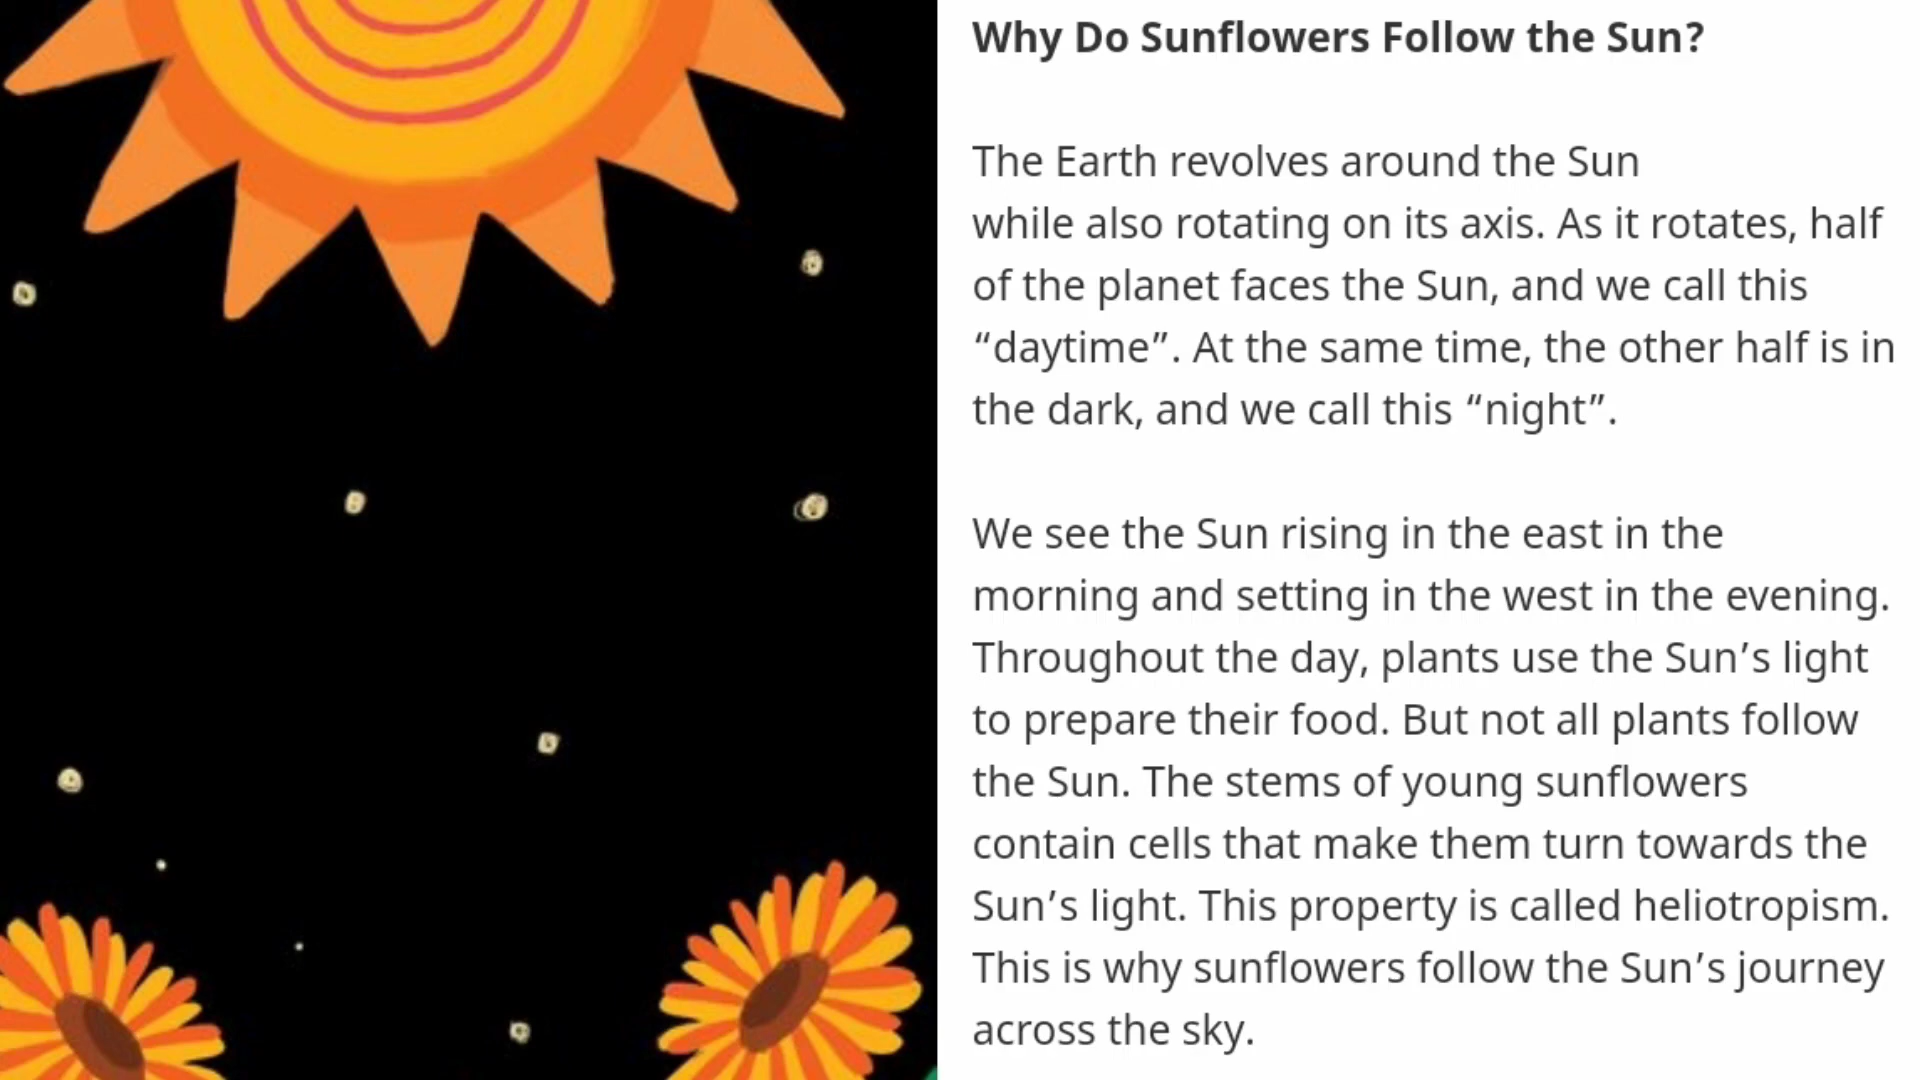 Why Do Sunflowers Follow the Sun?
The Earth revolves around the Sun
while also rotating on its axis. As it rotates, half
of the planet faces the Sun, and we call this
“daytime”. At the same time, the other half is in
the dark, and we call this “night”.
We see the Sun rising in the east in the
morning and setting in the west in the evening.
Throughout the day, plants use the Sun’s light
to prepare their food. But not all plants follow
the Sun. The stems of young sunflowers
contain cells that make them turn towards the
Sun’s light. This property is called heliotropism.
This is why sunflowers follow the Sun’s journey
across the sky.